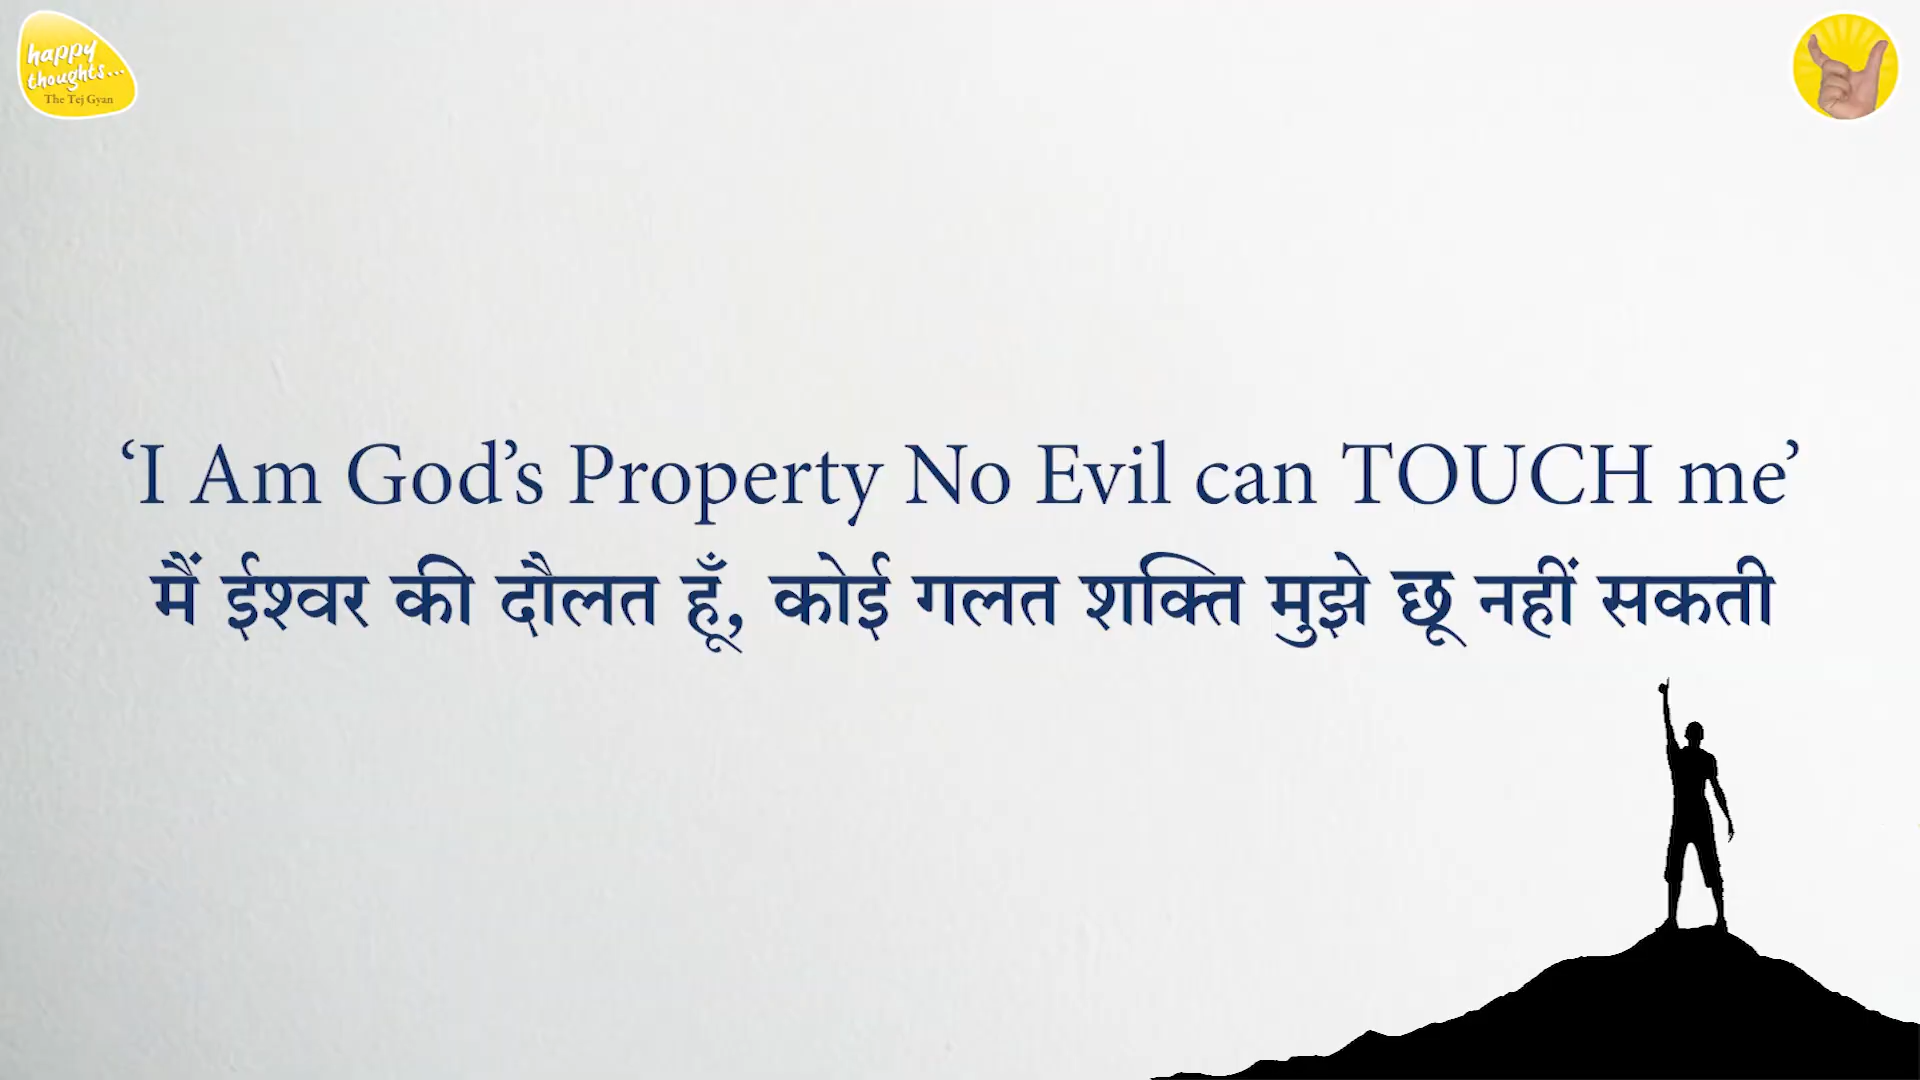 happy
thoughts...
The Tej Gyan
‘I Am God’s Property No Evil can TOUCH me’
मैं ईश्वर की दौलत हूँ, कोई गलत शक्ति मुझे छू नहीं सकती